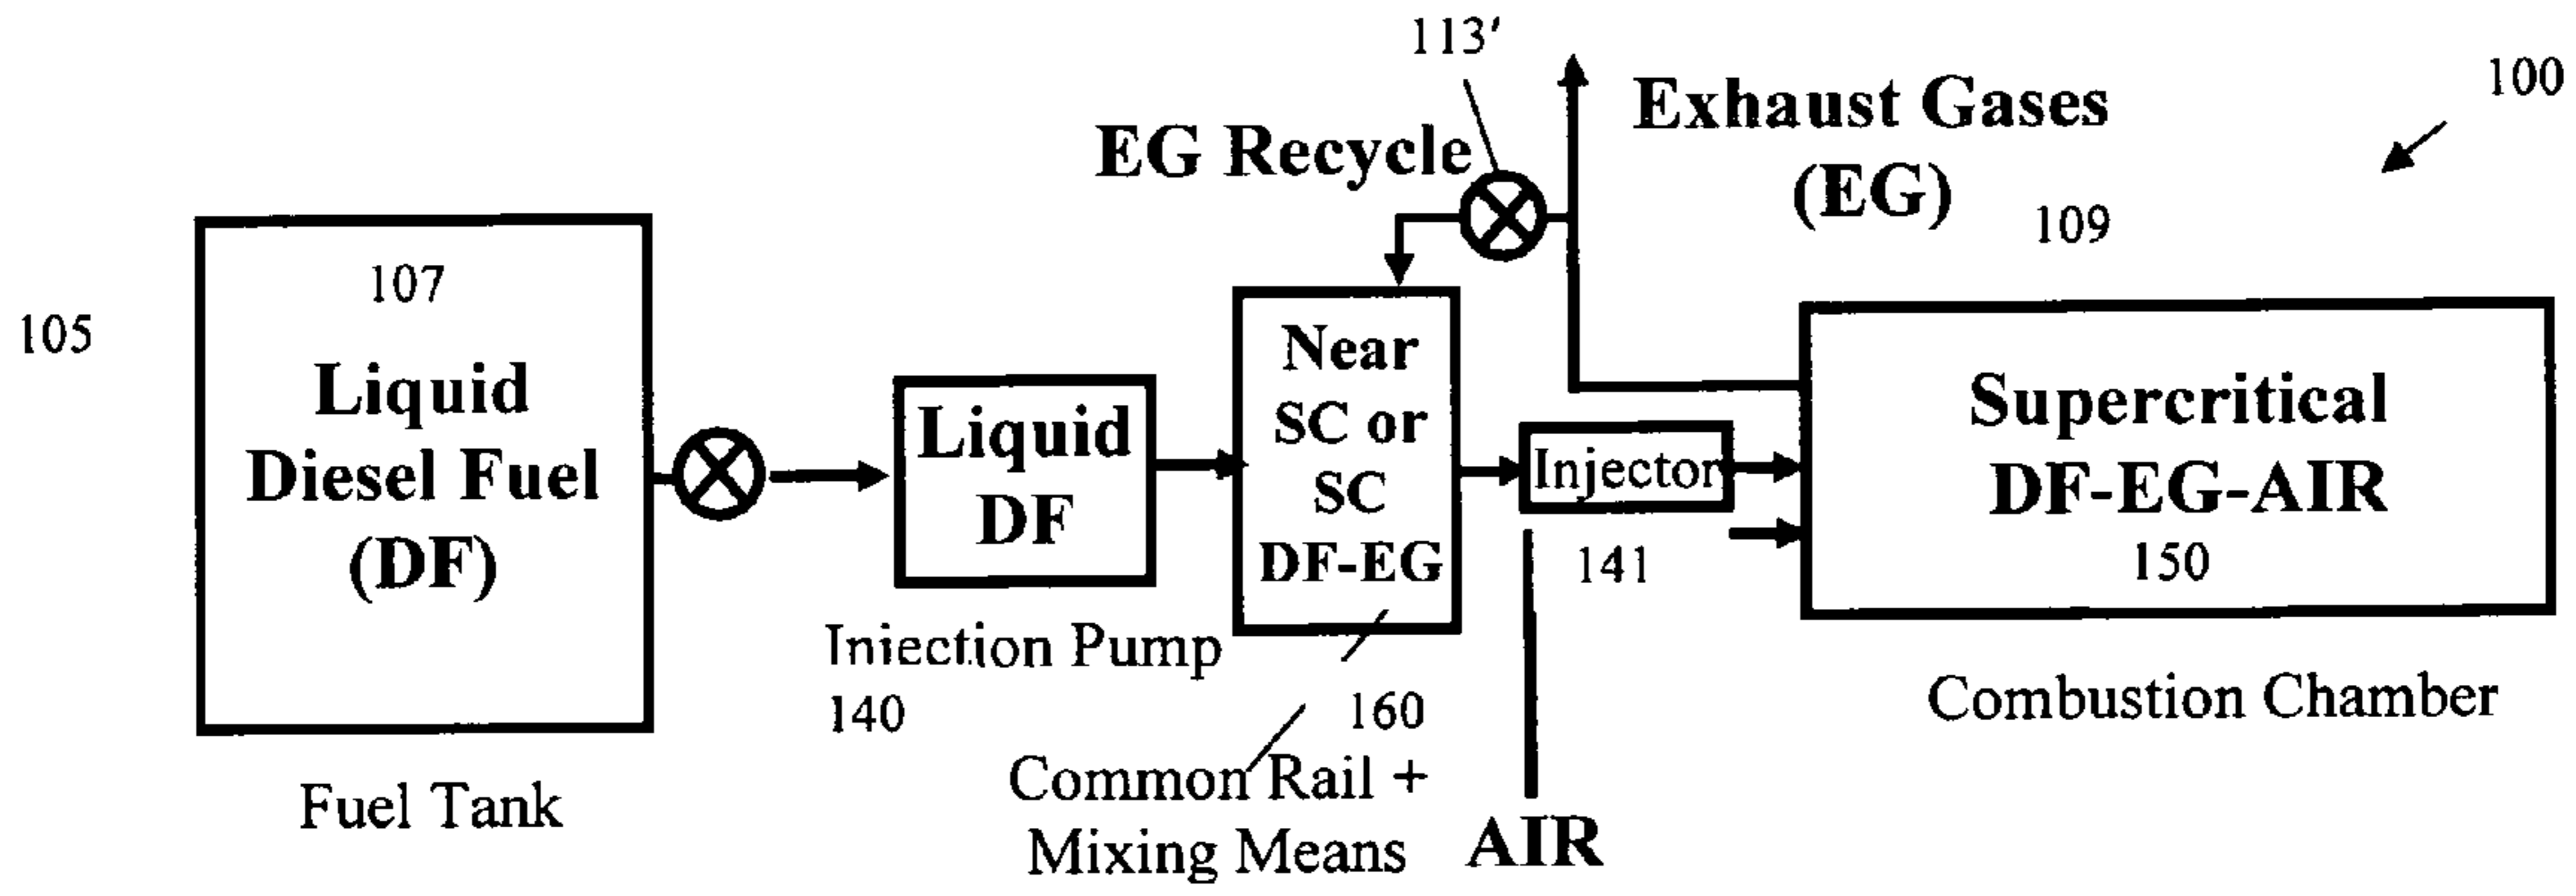 113'
100
EG Recycle
Exhaust Gases
(EG)
109
105
107
Liquid
Diesel Fuel
(DF)
Fuel Tank
Liquid
DF
Injection Pump
140
Near
SC or
SC
DF-EG
160
Common Rail +
Mixing Means
Injector
141
AIR
Supercritical
DF-EG-AIR
150
Combustion Chamber